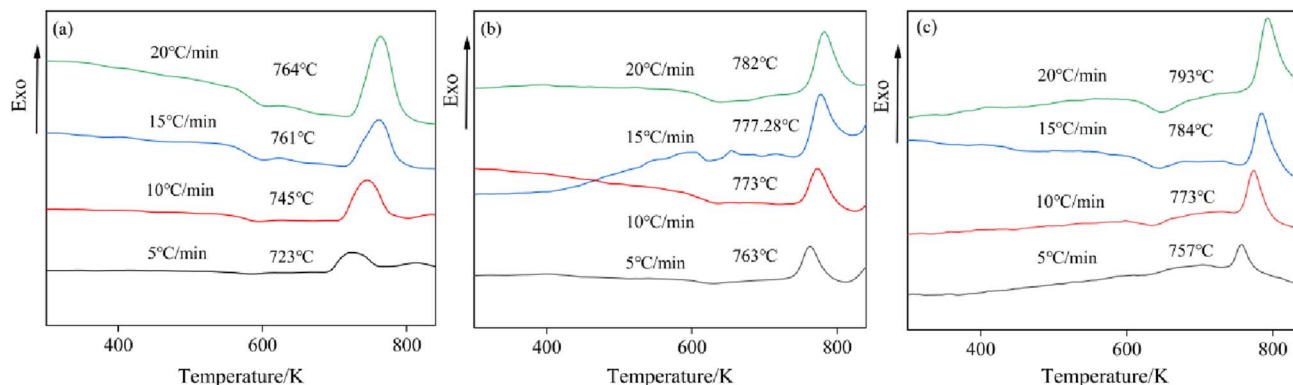 (a)
20°C/min
764°C
15°C/min
761°C
10°C/min
745°C
5°C/min
723°C
Exo
400
600
800
Temperature/K
(b)
20°C/min
782°C
15°C/min
777.28°C
773°C
10°C/min
5°C/min
763°C
Exo
400
600
800
Temperature/K
(c)
20°C/min
793°C
15°C/min
784°C
10°C/min
773°C
5°C/min
757°C
Exo
400
600
800
Temperature/K